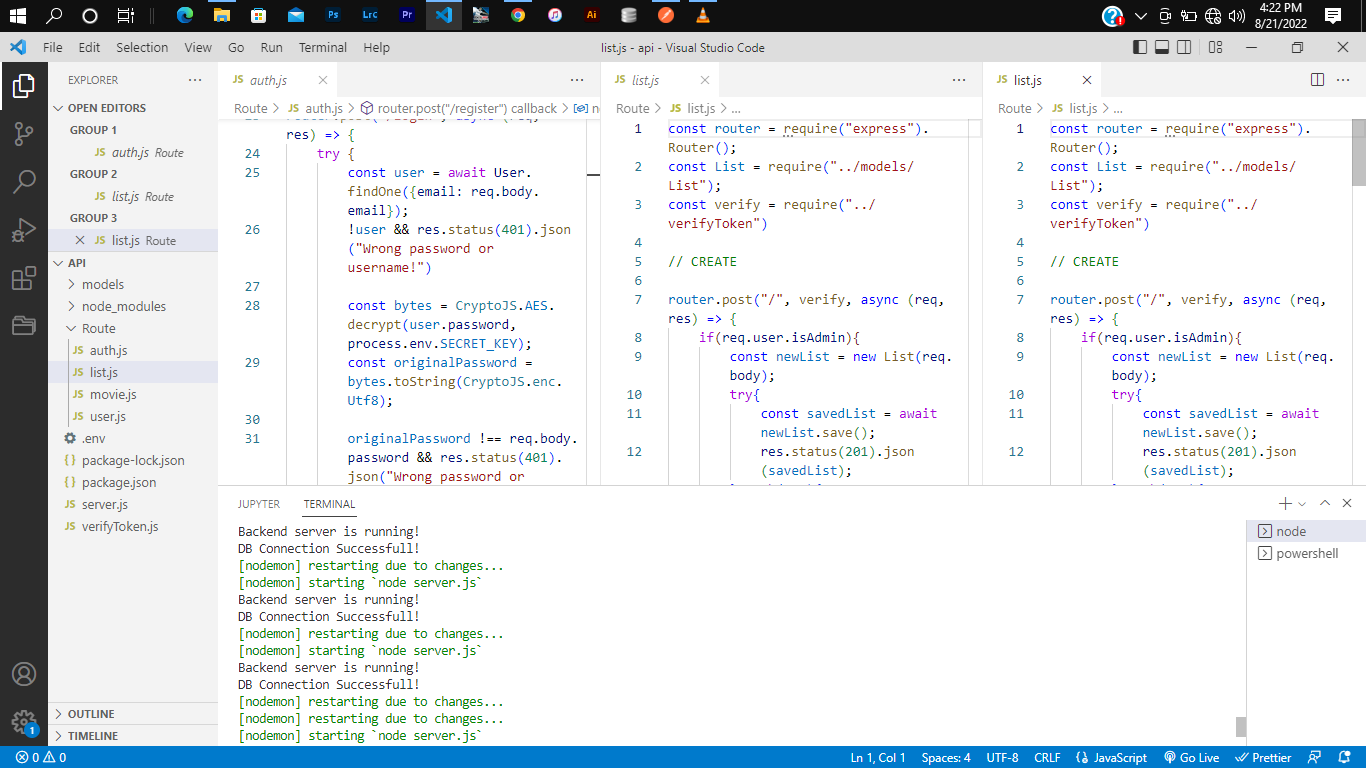 Ps
Lrc
Pr
Ai
4:22 PM
8/21/2022
File Edit Selection View Go Run Terminal Help
list.js - api - Visual Studio Code
EXPLORER
OPEN EDITORS
GROUP 1
JS auth.js Route
GROUP 2
JS list.js Route
GROUP 3
JS list.js Route
API
models
node_modules
Route
JS auth.js
JS list.js
JS movie.js
JS user.js
.env
{} package-lock.json
{} package.json
JS server.js
JS verifyToken.js
OUTLINE
TIMELINE
1
JS auth.js
Route > JS auth.js > router.post("/register") callback >
res) => {
24 try {
25 const user = await User.
findOne({email: req.body.
email});
26 !user && res.status(401).json
("Wrong password or
username!")
27
28 const bytes = CryptoJS.AES.
decrypt(user.password,
process.env.SECRET_KEY);
29 const originalPassword =
bytes.toString(CryptoJS.enc.
Utf8);
30
31 originalPassword !== req.body.
password && res.status(401).
json("Wrong password or
JS list.js
Route > JS list.js > ...
1 const router = require("express").
Router();
2 const List = require("../models/
List");
3 const verify = require("../
verifyToken")
4
5 // CREATE
6
7 router.post("/", verify, async (req,
res) => {
8 if(req.user.isAdmin){
9 const newList = new List(req.
body);
10 try{
11 const savedList = await
newList.save();
12 res.status(201).json
(savedList);
JS list.js
Route > JS list.js > ...
1 const router = require("express").
Router();
2 const List = require("../models/
List");
3 const verify = require("../
verifyToken")
4
5 // CREATE
6
7 router.post("/", verify, async (req,
res) => {
8 if(req.user.isAdmin){
9 const newList = new List(req.
body);
10 try{
11 const savedList = await
newList.save();
12 res.status(201).json
(savedList);
JUPYTER TERMINAL
Backend server is running!
DB Connection Successfull!
[nodemon] restarting due to changes...
[nodemon] starting `node server.js`
Backend server is running!
DB Connection Successfull!
[nodemon] restarting due to changes...
[nodemon] starting `node server.js`
Backend server is running!
DB Connection Successfull!
[nodemon] restarting due to changes...
[nodemon] restarting due to changes...
[nodemon] starting `node server.js`
node
powershell
0 0
Ln 1, Col 1 Spaces: 4 UTF-8 CRLF {} JavaScript Go Live Prettier